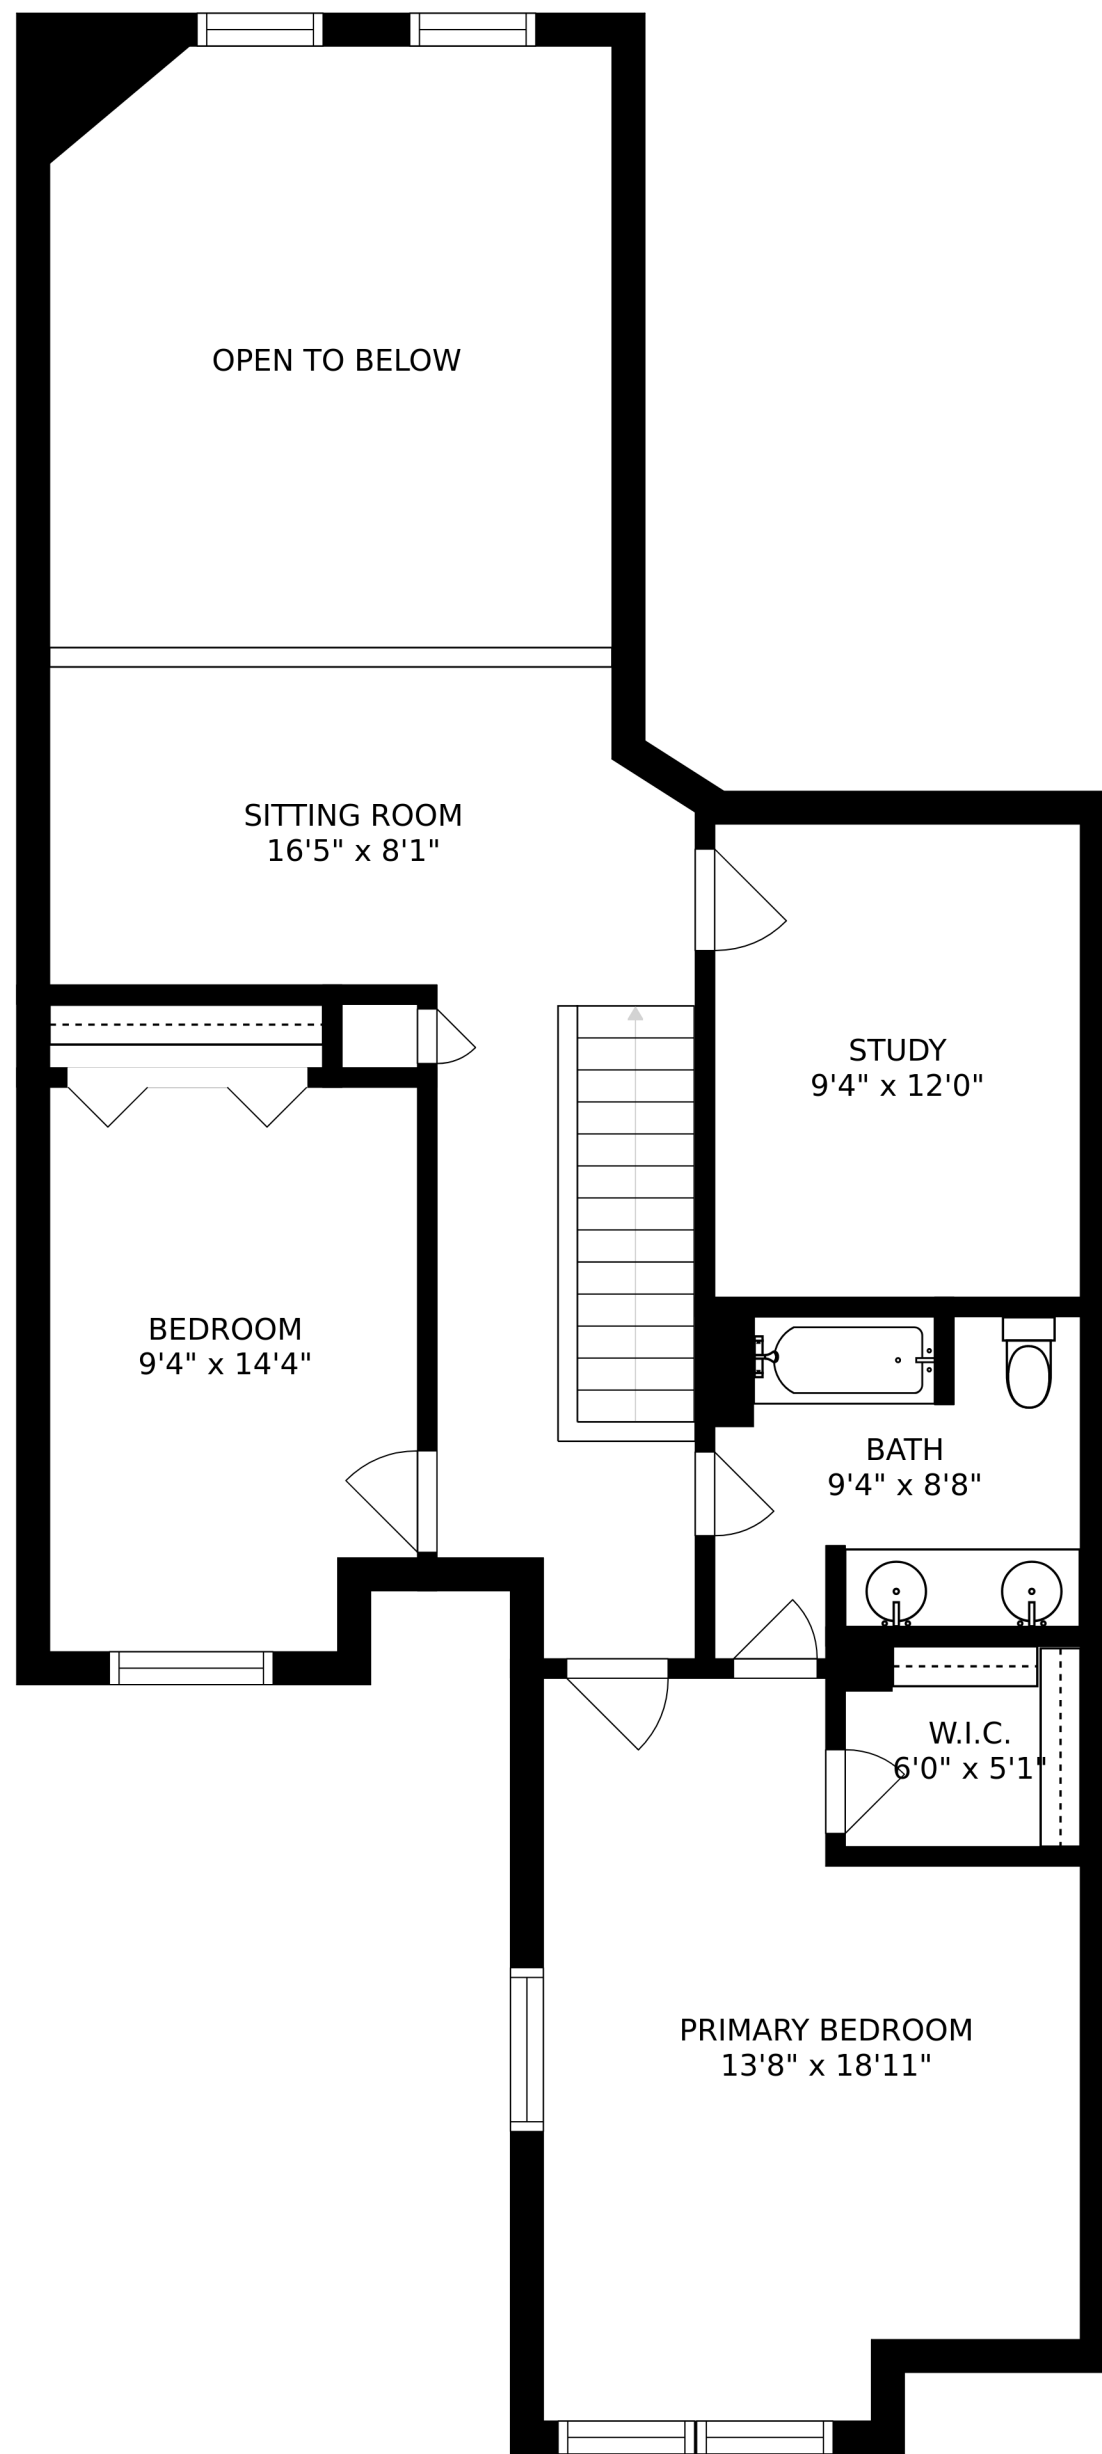 OPEN TO BELOW
SITTING ROOM
16'5" x 8'1"
STUDY
9'4" x 12'0"
BEDROOM
9'4" x 14'4"
BATH
9'4" x 8'8"
W.I.C.
6'0" x 5'1"
PRIMARY BEDROOM
13'8" x 18'11"